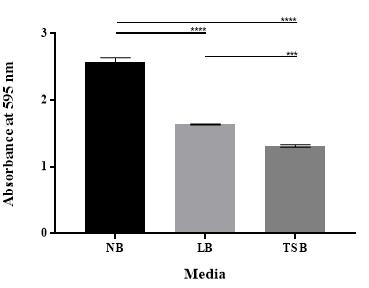 ****
****
***
3
2
1
0
Absorbance at 595 nm
NB LB TSB
Media